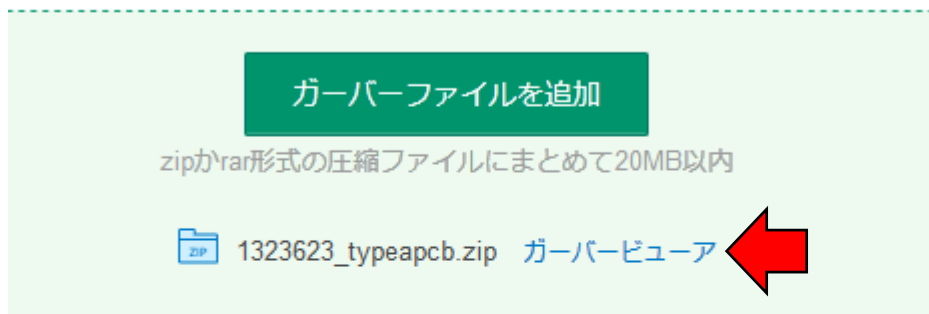 ガーバーファイルを追加
zipかrar形式の圧縮ファイルにまとめて20MB以内
ZIP 1323623_typeapcb.zip ガーバービューア